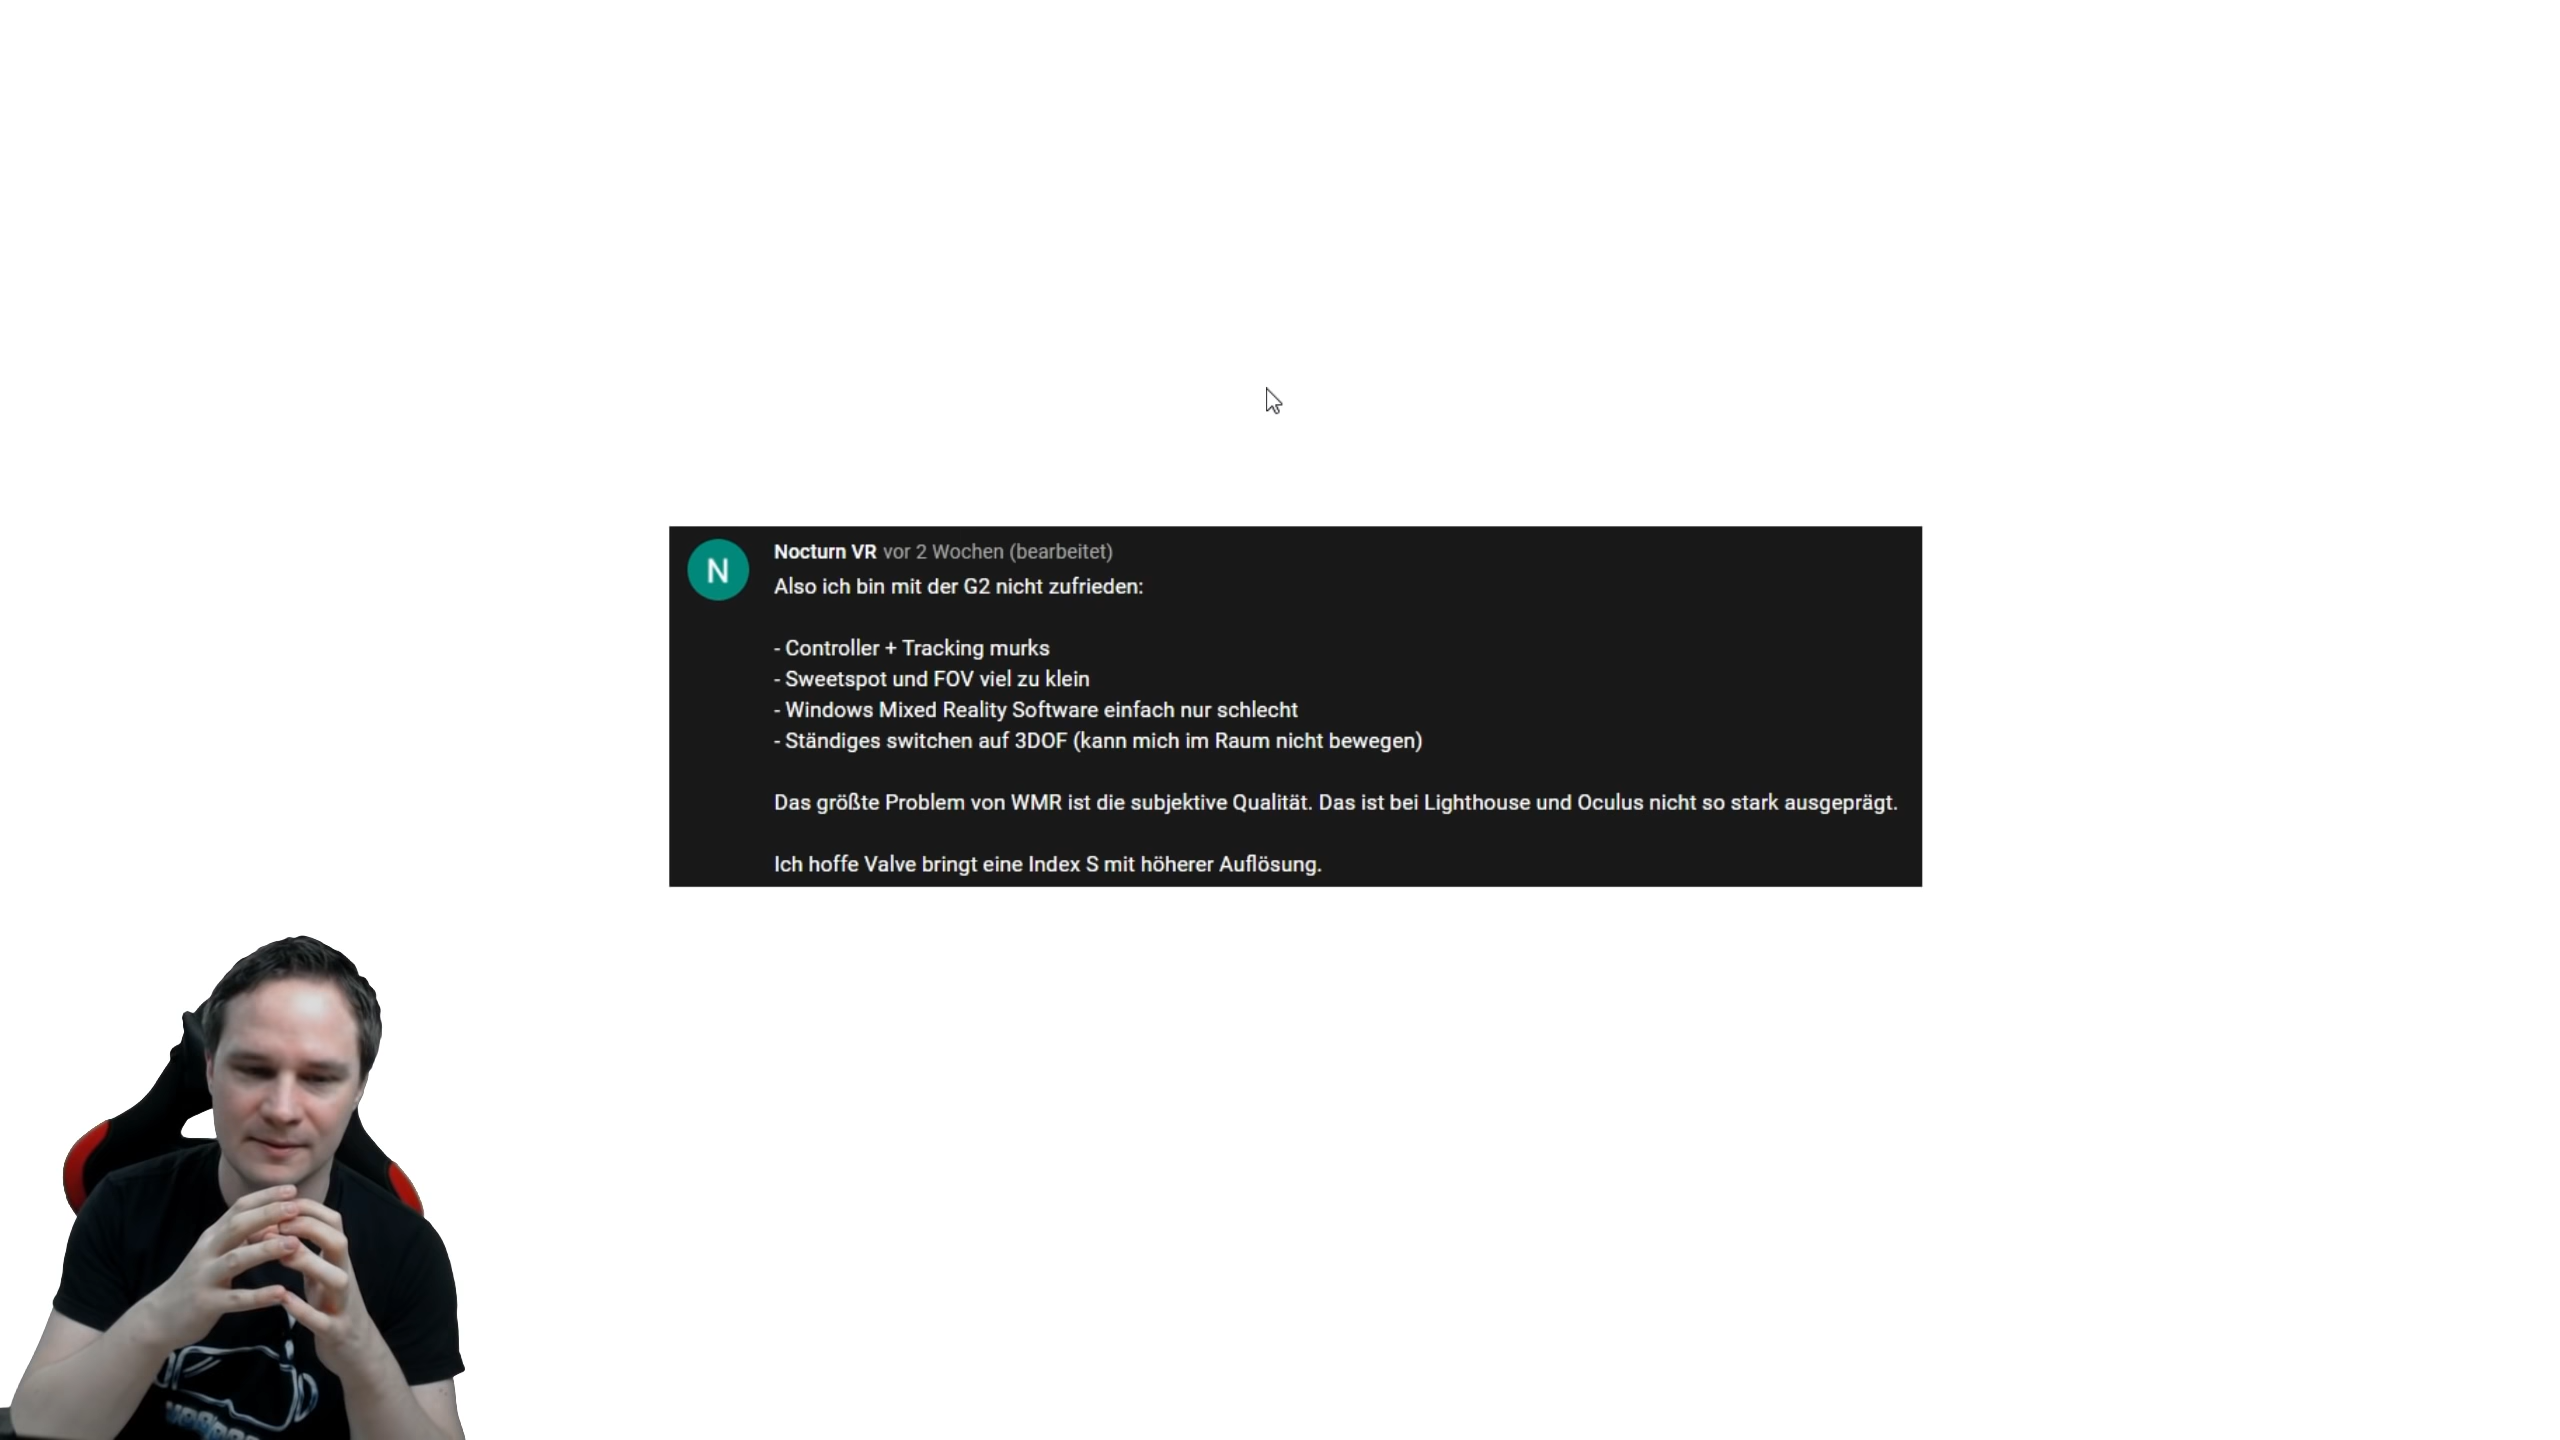 N
Nocturn VR vor 2 Wochen (bearbeitet)
Also ich bin mit der G2 nicht zufrieden:
- Controller + Tracking murks
- Sweetspot und FOV viel zu klein
- Windows Mixed Reality Software einfach nur schlecht
- Ständiges switchen auf 3DOF (kann mich im Raum nicht bewegen)
Das größte Problem von WMR ist die subjektive Qualität. Das ist bei Lighthouse und Oculus nicht so stark ausgeprägt.
Ich hoffe Valve bringt eine Index S mit höherer Auflösung.